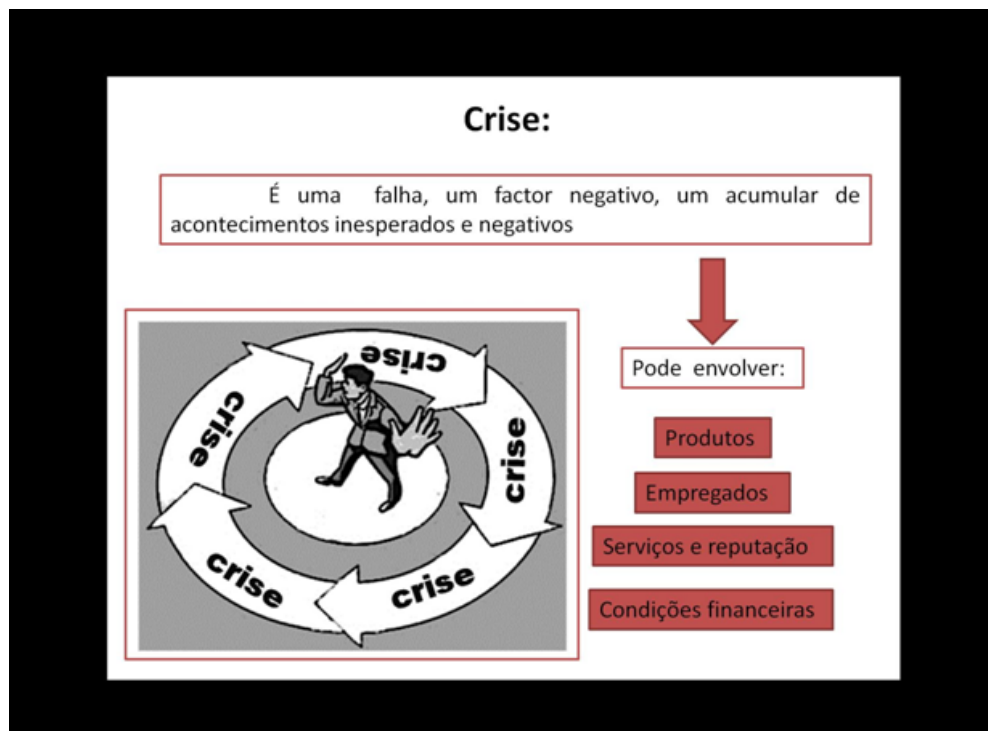 Crise:
É uma falha, um factor negativo, um acumular de
acontecimentos inesperados e negativos
Pode envolver:
Produtos
Empregados
Serviços e reputação
Condições financeiras
crise
crise
crise
crise
crise